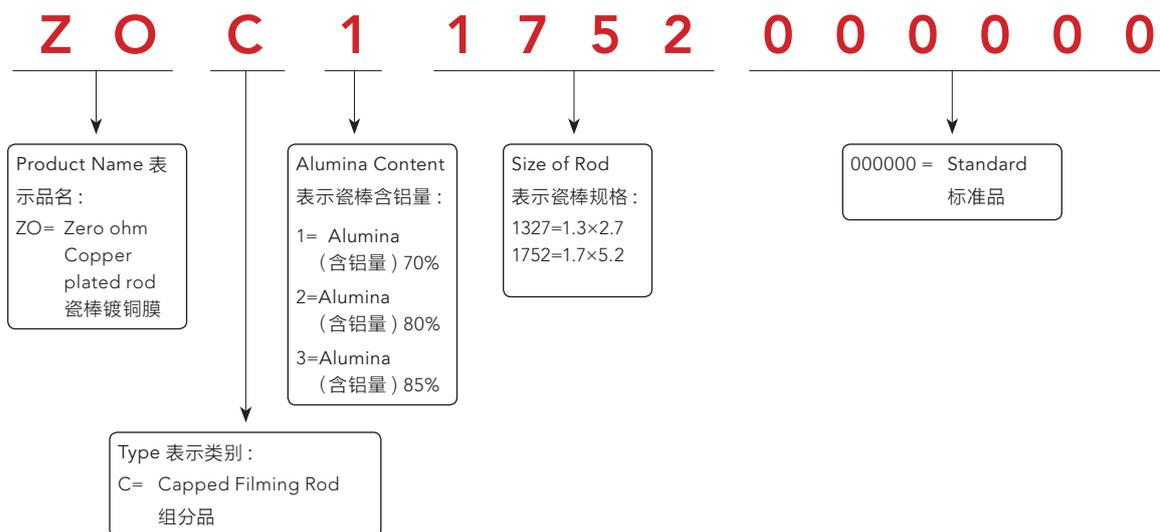 Z O C 1 1 7 5 2 0 0 0 0 0 0
Product Name 表
示品名 :
ZO= Zero ohm
Copper
plated rod
瓷棒镀铜膜
Type 表示类别 :
C= Capped Filming Rod
组分品
Alumina Content
表示瓷棒含铝量 :
1= Alumina
(含铝量 ) 70%
2=Alumina
(含铝量 ) 80%
3=Alumina
(含铝量 ) 85%
Size of Rod
表示瓷棒规格 :
1327=1.3×2.7
1752=1.7×5.2
000000 = Standard
标准品